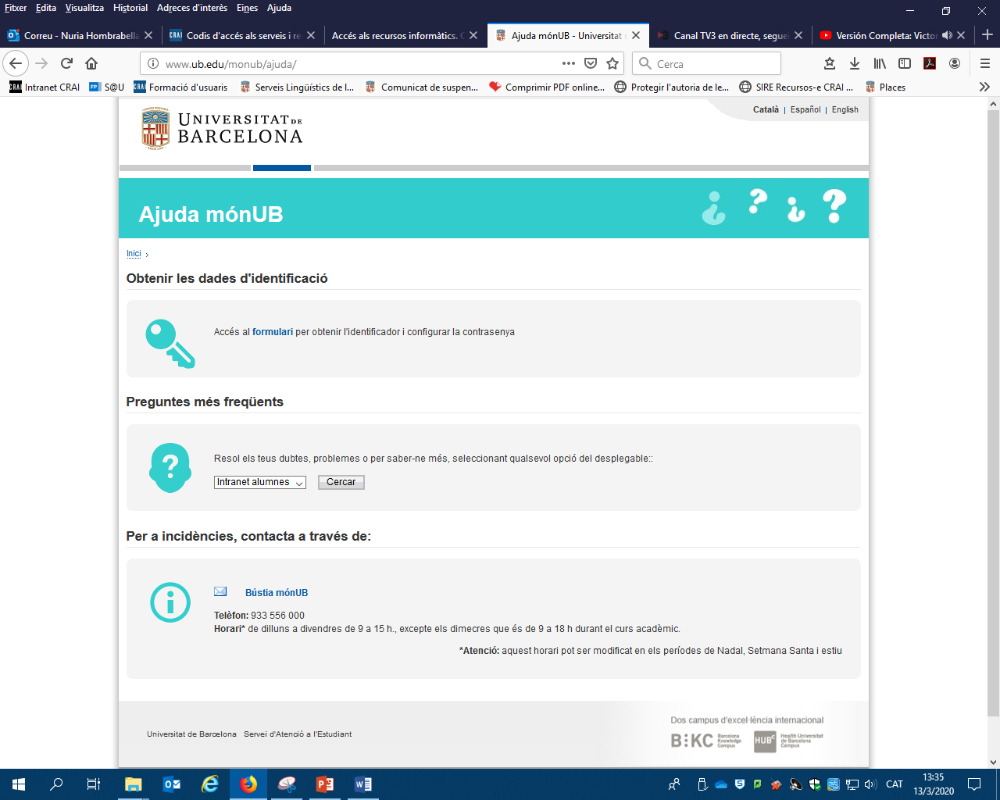 Fitxer Edita Visualitza Historial Adreces d'interès Eines Ajuda
Correu - Nuria Hombrabella
CRAI Codis d'accés als serveis i re
Accés als recursos informàtics. C
Ajuda mónUB - Universitat
Canal TV3 en directe, seguei
Versión Completa: Victor
www.ub.edu/monub/ajuda/
Cerca
CRAI Intranet CRAI
FP S@U
CRAI Formació d'usuaris
Serveis Lingüístics de l...
Comunicat de suspen...
Comprimir PDF online...
Protegir l'autoria de le...
SIRE Recursos-e CRAI ...
Places
UNIVERSITAT DE
BARCELONA
Català | Español | English
Ajuda mónUB
Inici ›
Obtenir les dades d'identificació
Accés al formulari per obtenir l'identificador i configurar la contrasenya
Preguntes més freqüents
Resol els teus dubtes, problemes o per saber-ne més, seleccionant qualsevol opció del desplegable::
Intranet alumnes Cercar
Per a incidències, contacta a través de:
Bústia mónUB
Telèfon: 933 556 000
Horari* de dilluns a divendres de 9 a 15 h., excepte els dimecres que és de 9 a 18 h durant el curs acadèmic.
*Atenció: aquest horari pot ser modificat en els períodes de Nadal, Setmana Santa i estiu
Universitat de Barcelona Servei d'Atenció a l'Estudiant
Dos campus d'excel·lència internacional
B:KC Barcelona Knowledge Campus
HUBc Health Universitat de Barcelona Campus
CAT
13:35
13/3/2020